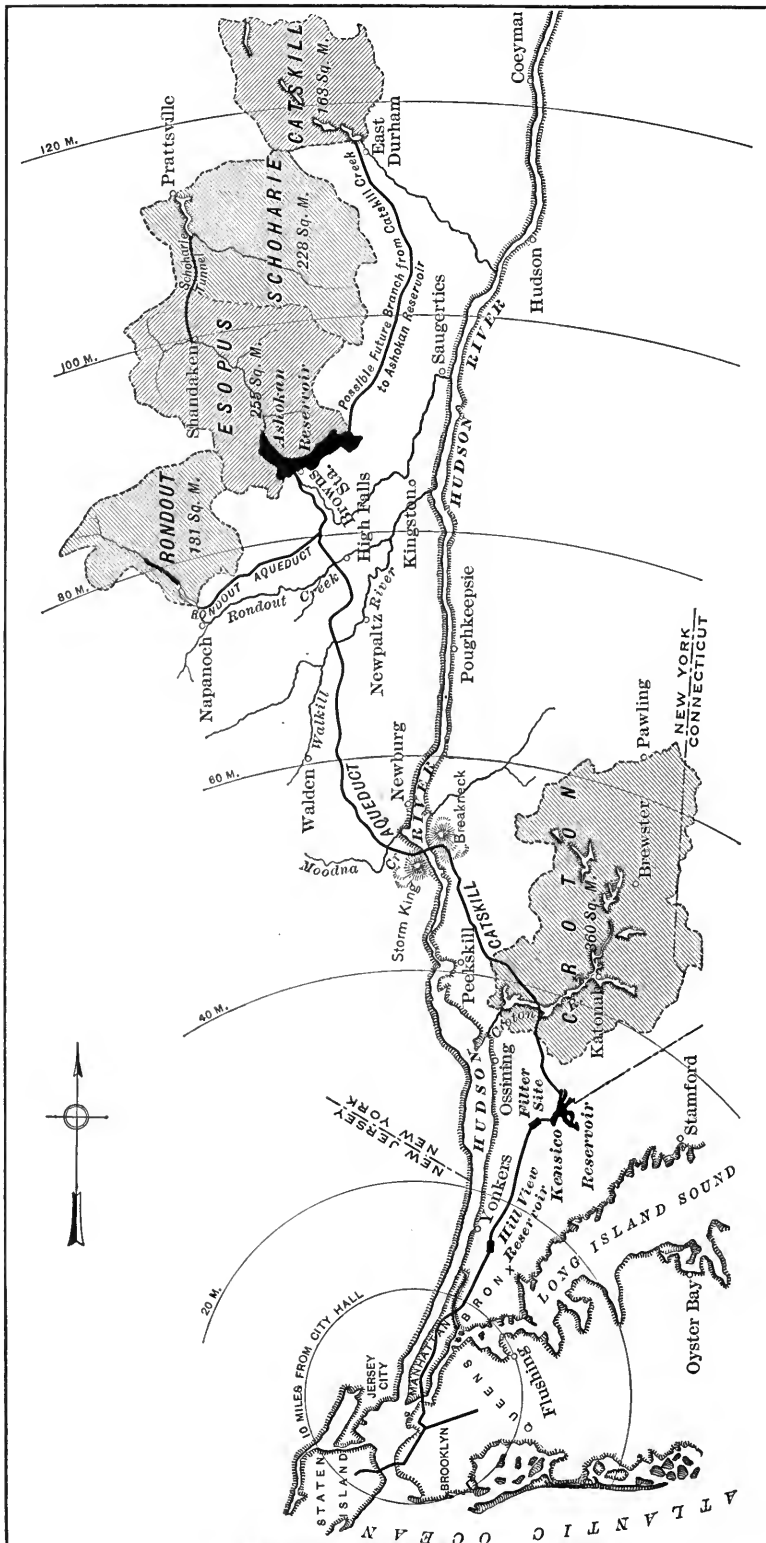 120 M.
100 M.
80 M.
60 M.
40 M.
20 M.
10 MILES FROM CITY HALL
CATSKILL
163 Sq. M.
Prattsville
SCHOHARIE
228 Sq. M.
Schoharie
Tunnel
East
Durham
Coeyman
Shandaken
ESOPUS
255 Sq. M.
Ashokan
Reservoir
Possible Future Branch from Catskill Creek
to Ashokan Reservoir
Hudson
Saugerties
HUDSON RIVER
RONDOUT
131 Sq. M.
Browns
Sta.
High Falls
Kingston
RONDOUT AQUEDUCT
Rondout Creek
Napanoch
Newpaltz
River
Walkill
Poughkeepsie
Walden
AQUEDUCT
Newburg
RIVER
Moodna
Cr.
Storm King
Breakneck
CATSKILL
Pawling
NEW YORK
CONNECTICUT
CROTON
360 Sq. M.
Brewster
Katonah
Peekskill
Croton
R.
Ossining
HUDSON
NEW JERSEY
NEW YORK
Filter
Site
Kensico
Reservoir
Stamford
Yonkers
Hill View
Reservoir
LONG ISLAND SOUND
BRONX
MANHATTAN
JERSEY
CITY
QUEENS
Flushing
Oyster Bay
STATEN
ISLAND
BROOKLYN
ATLANTIC OCEAN